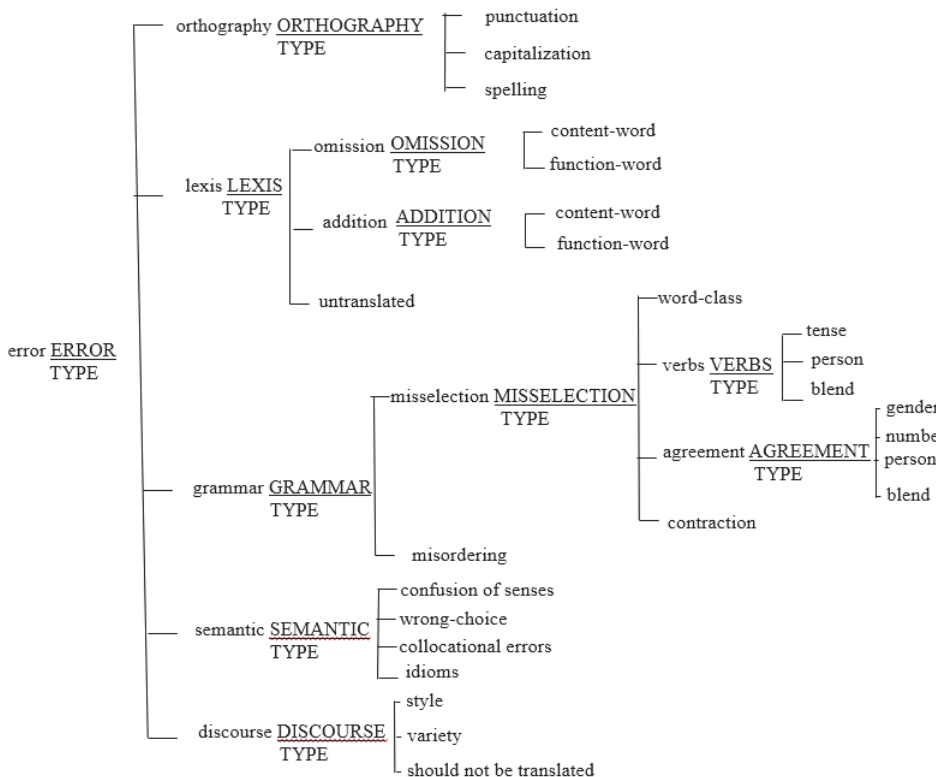 orthography ORTHOGRAPHY
TYPE
punctuation
capitalization
spelling
lexis LEXIS
TYPE
omission OMISSION
TYPE
content-word
function-word
addition ADDITION
TYPE
content-word
function-word
untranslated
error ERROR
TYPE
grammar GRAMMAR
TYPE
misselection MISSELECTION
TYPE
word-class
verbs VERBS
TYPE
tense
person
blend
agreement AGREEMENT
TYPE
gender
numbe
person
blend
contraction
misordering
semantic SEMANTIC
TYPE
confusion of senses
wrong-choice
collocational errors
idioms
discourse DISCOURSE
TYPE
style
variety
should not be translated